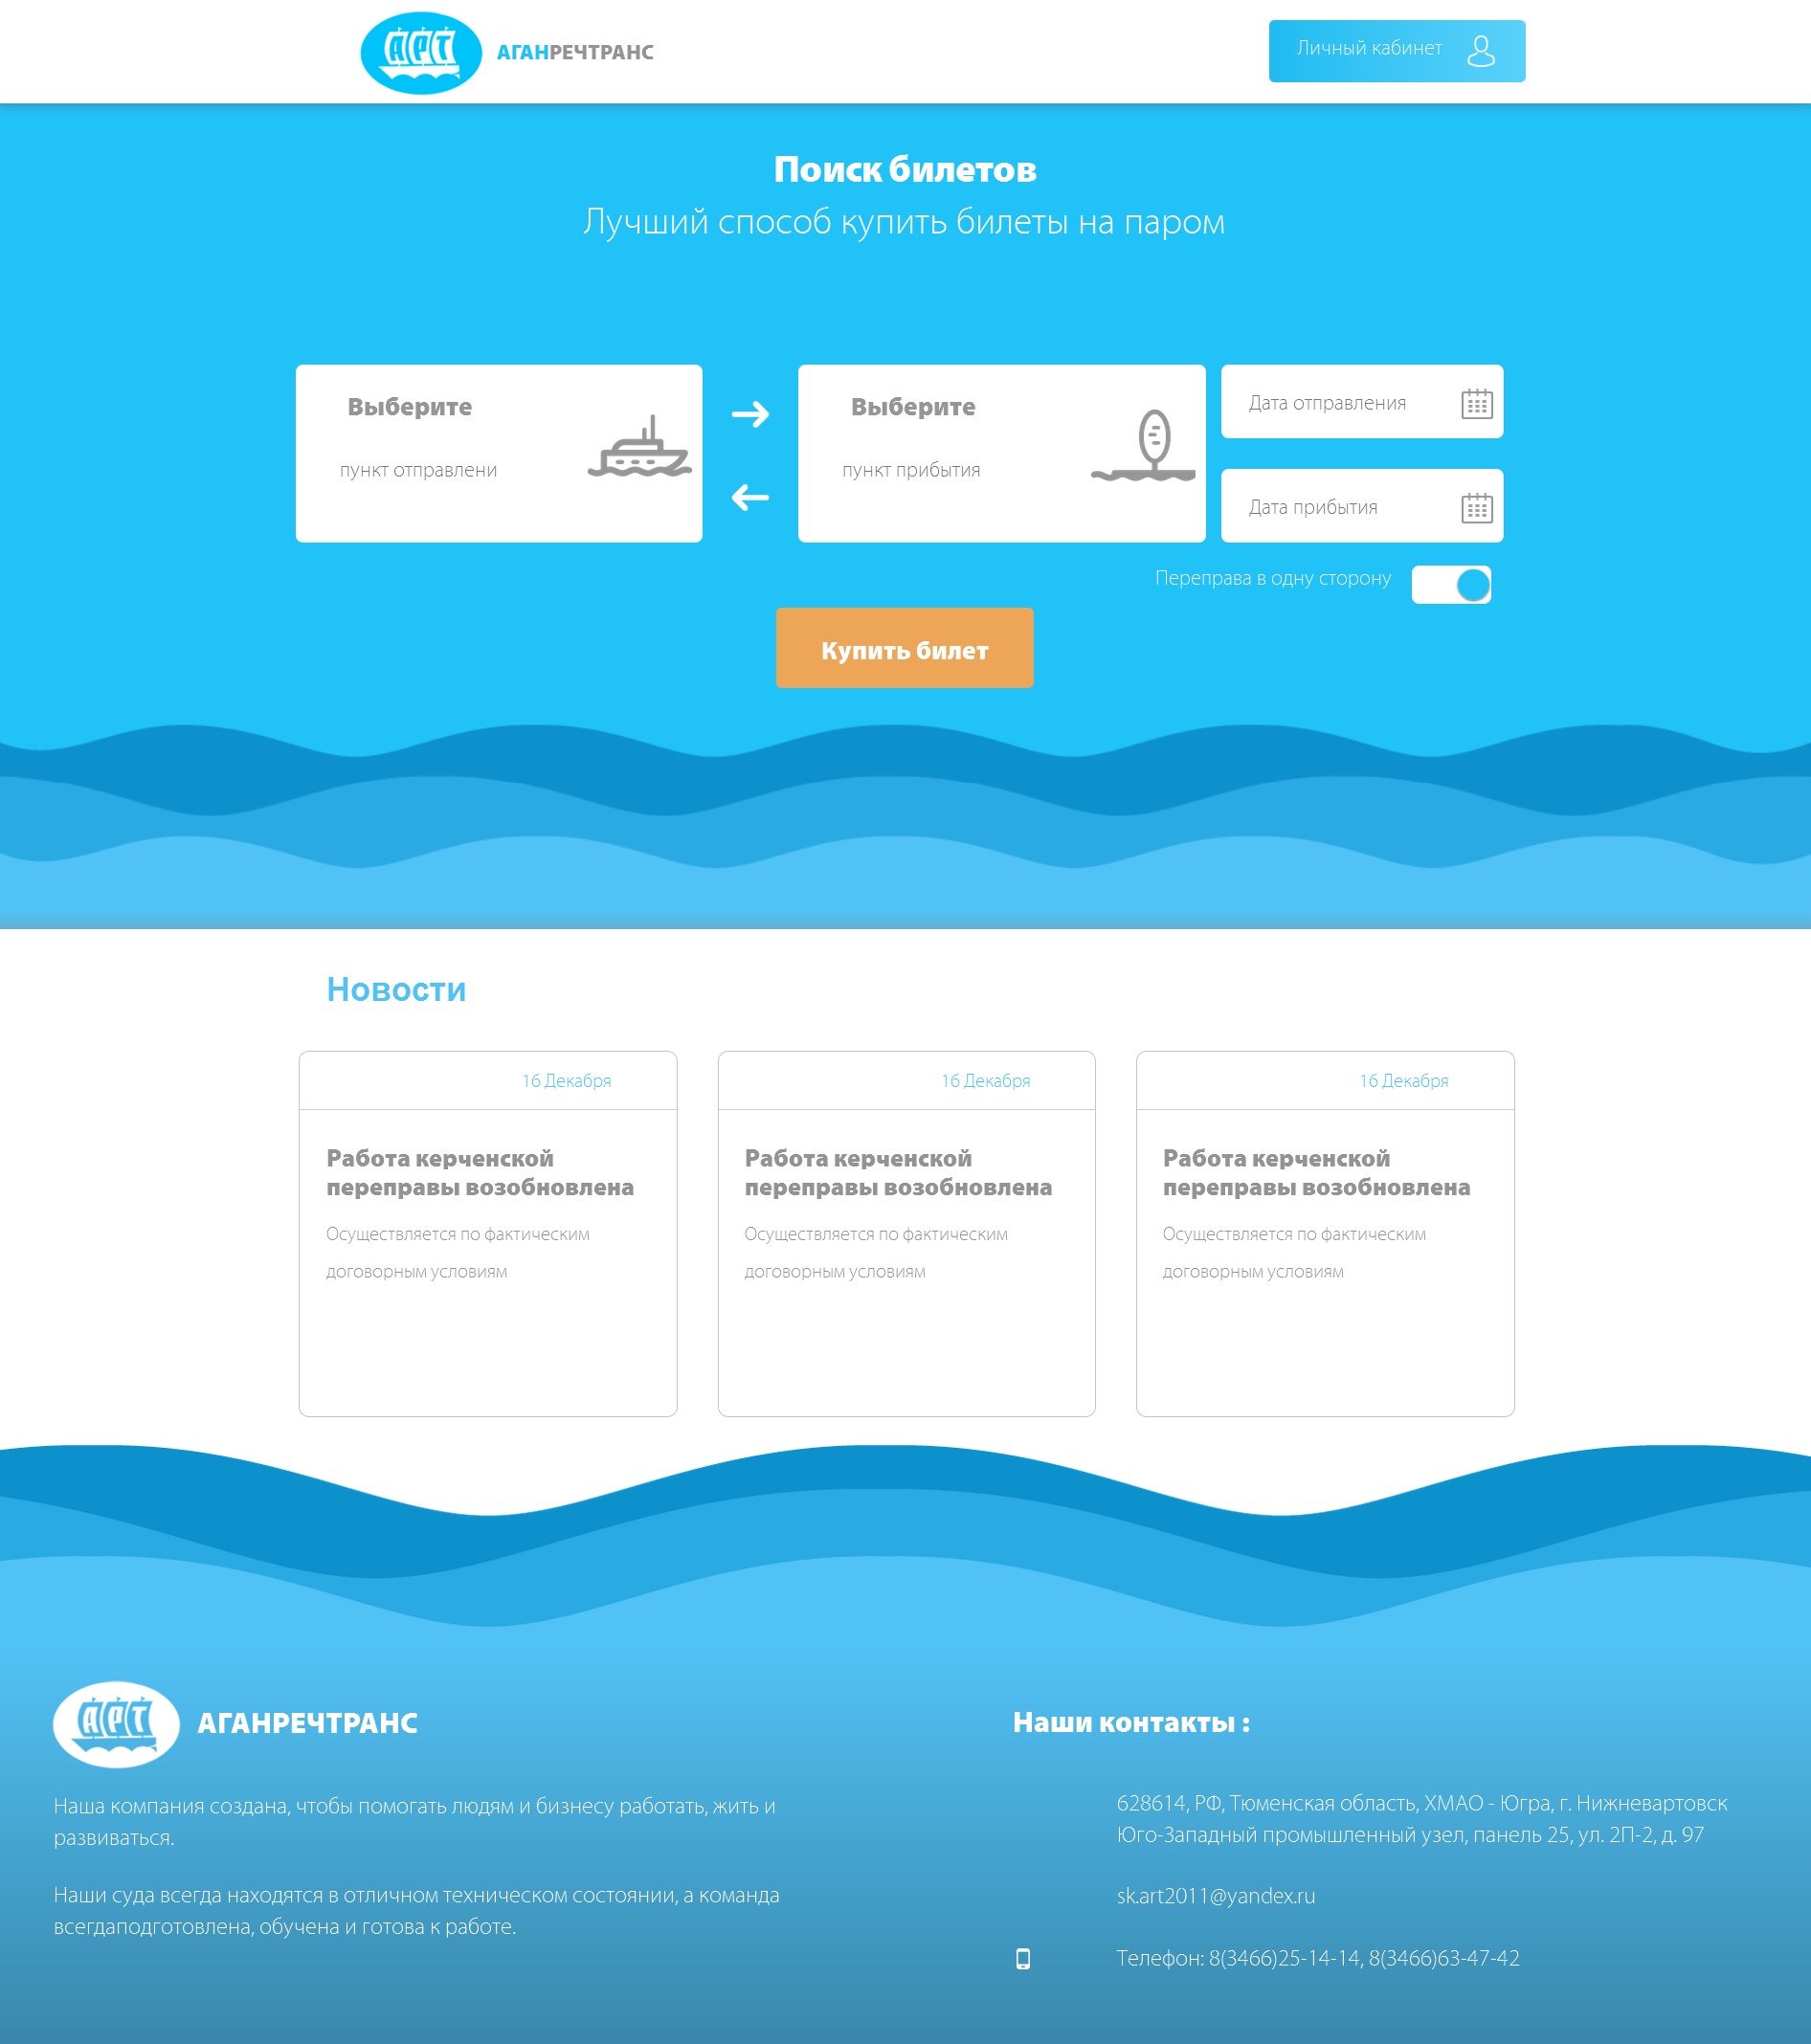 АРТ
АГАНРЕЧТРАНС
Личный кабинет
Поиск билетов
Лучший способ купить билеты на паром
Выберите
пункт отправлени
Выберите
пункт прибытия
Дата отправления
Дата прибытия
Переправа в одну сторону
Купить билет
Новости
16 Декабря
Работа керченской
переправы возобновлена
Осуществляется по фактическим
договорным условиям
16 Декабря
Работа керченской
переправы возобновлена
Осуществляется по фактическим
договорным условиям
16 Декабря
Работа керченской
переправы возобновлена
Осуществляется по фактическим
договорным условиям
АРТ
АГАНРЕЧТРАНС
Наша компания создана, чтобы помогать людям и бизнесу работать, жить и
развиваться.
Наши суда всегда находятся в отличном техническом состоянии, а команда
всегдаподготовлена, обучена и готова к работе.
Наши контакты :
628614, РФ, Тюменская область, ХМАО - Югра, г. Нижневартовск
Юго-Западный промышленный узел, панель 25, ул. 2П-2, д. 97
sk.art2011@yandex.ru
Телефон: 8(3466)25-14-14, 8(3466)63-47-42